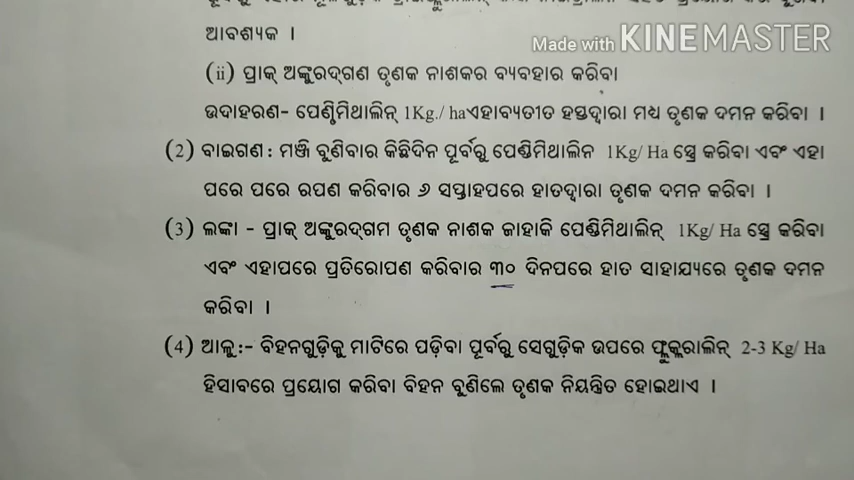 ଆବଶ୍ୟକ ।
Made with KINEMASTER
(ii) ପ୍ରାକ୍ ଅଙ୍କୁରଦ୍‌ଗଣ ତୃଣକ ନାଶକର ବ୍ୟବହାର କରିବା
ଉଦାହରଣ- ପେଣ୍ଡିମିଥାଲିନ୍ 1Kg./ haଏହାବ୍ୟତୀତ ହସ୍ତଦ୍ୱାରା ମଧ୍ୟ ତୃଣକ ଦମନ କରିବା ।
(2) ବାଇଗଣ : ମଞ୍ଜି ବୁଣିବାର କିଛିଦିନ ପୂର୍ବରୁ ପେଣ୍ଡିମିଥାଲିନ 1Kg/ Ha ସ୍ପ୍ରେ କରିବା ଏବଂ ଏହା
ପରେ ପରେ ରପଣ କରିବାର ୬ ସପ୍ତାହପରେ ହାତଦ୍ୱାରା ତୃଣକ ଦମନ କରିବା ।
(3) ଲଙ୍କା - ପ୍ରାକ୍ ଅଙ୍କୁରଦ୍‌ଗମ ତୃଣକ ନାଶକ ଜାହାକି ପେଣ୍ଡିମିଥାଲିନ୍ 1Kg/ Ha ସ୍ପ୍ରେ କରିବା
ଏବଂ ଏହାପରେ ପ୍ରତିରୋପଣ କରିବାର ୩୦ ଦିନପରେ ହାତ ସାହାଯ୍ୟରେ ତୃଣକ ଦମନ
କରିବା ।
(4) ଆଳୁ :- ବିହନଗୁଡ଼ିକୁ ମାଟିରେ ପଡ଼ିବା ପୂର୍ବରୁ ସେଗୁଡ଼ିକ ଉପରେ ଫ୍ଲୁକ୍ଲରାଲିନ୍ 2-3 Kg/ Ha
ହିସାବରେ ପ୍ରୟୋଗ କରିବା ବିହନ ବୁଣିଲେ ତୃଣକ ନିୟନ୍ତ୍ରିତ ହୋଇଥାଏ ।